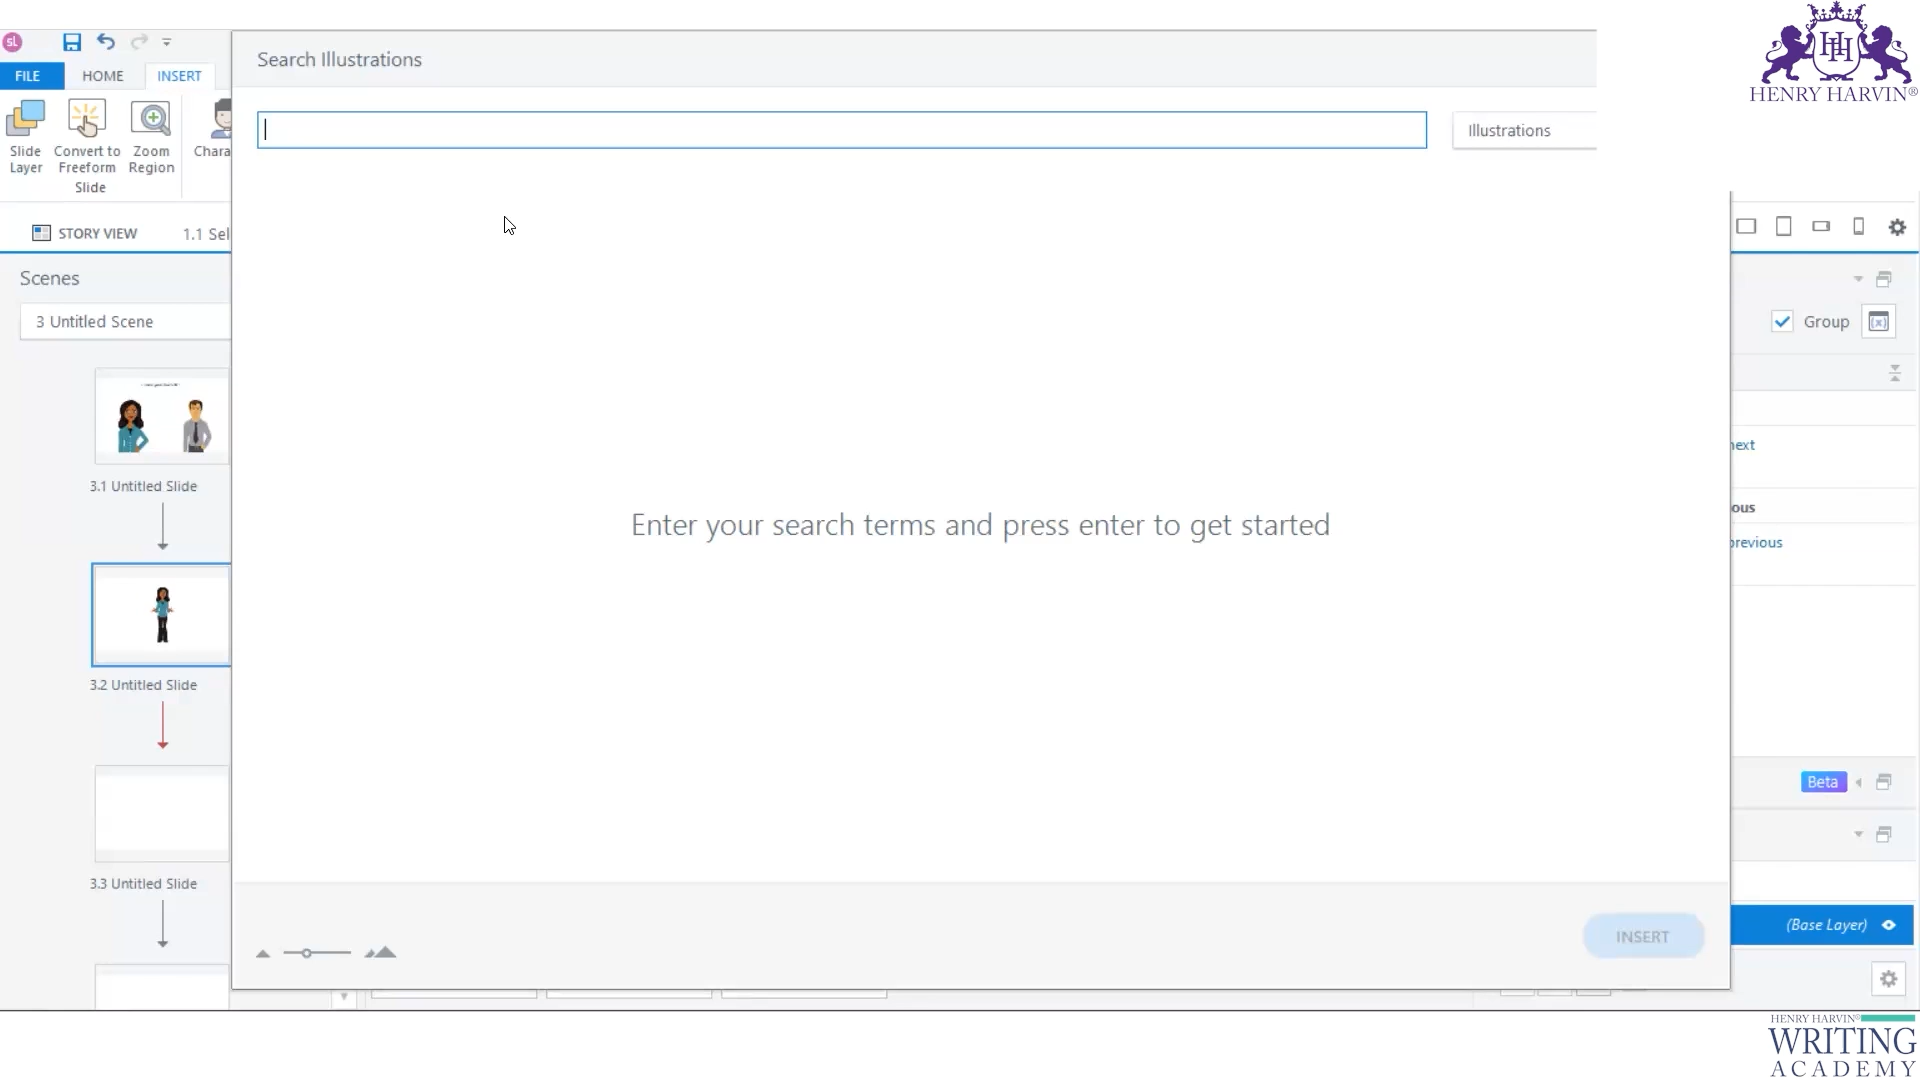 sl
Search Illustrations
FILE
HOME
INSERT
HENRY HARVIN®
Illustrations
Slide
Layer
Convert to
Freeform
Zoom
Region
Chara
Slide
STORY VIEW
1.1 Sel
Scenes
3 Untitled Scene
Group
next
3.1 Untitled Slide
ous
Enter your search terms and press enter to get started
previous
3.2 Untitled Slide
Beta
3.3 Untitled Slide
(Base Layer)
INSERT
HENRY HARVIN®
WRITING
ACADEMY